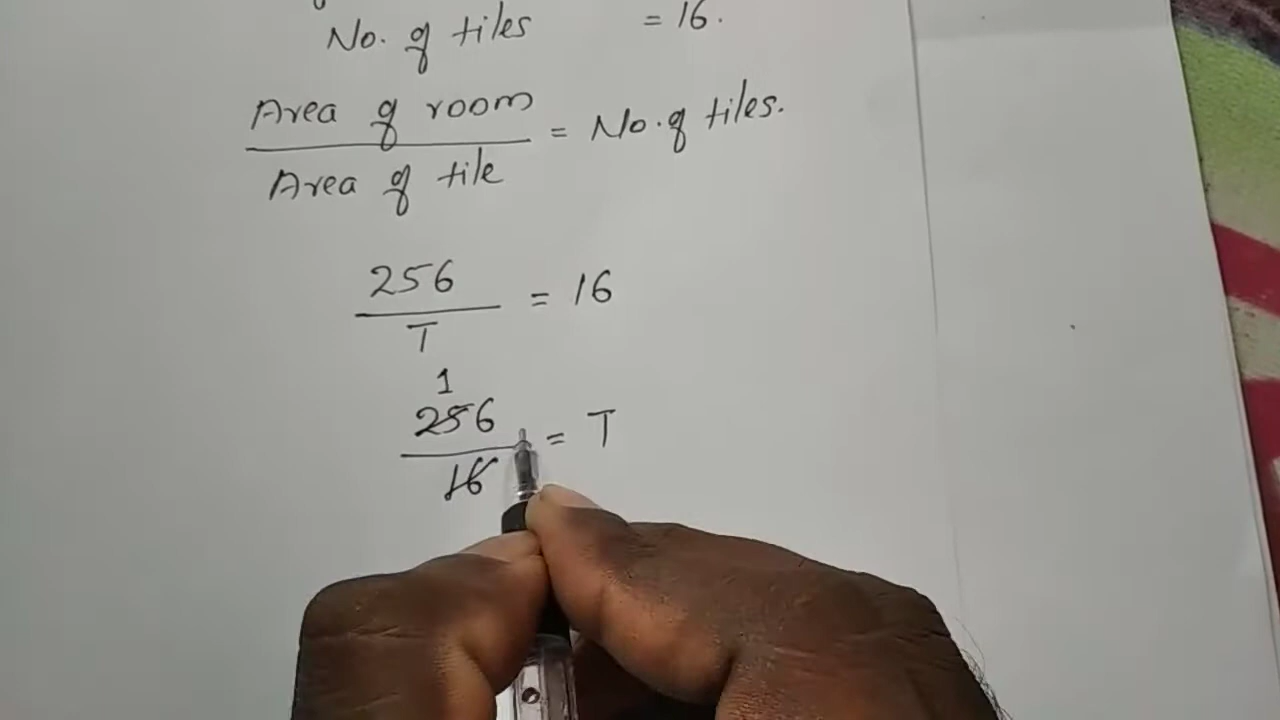 No. of tiles = 16.
Area of room
= No. of tiles.
Area of tile
256
= 16
T
1
256
= T
16